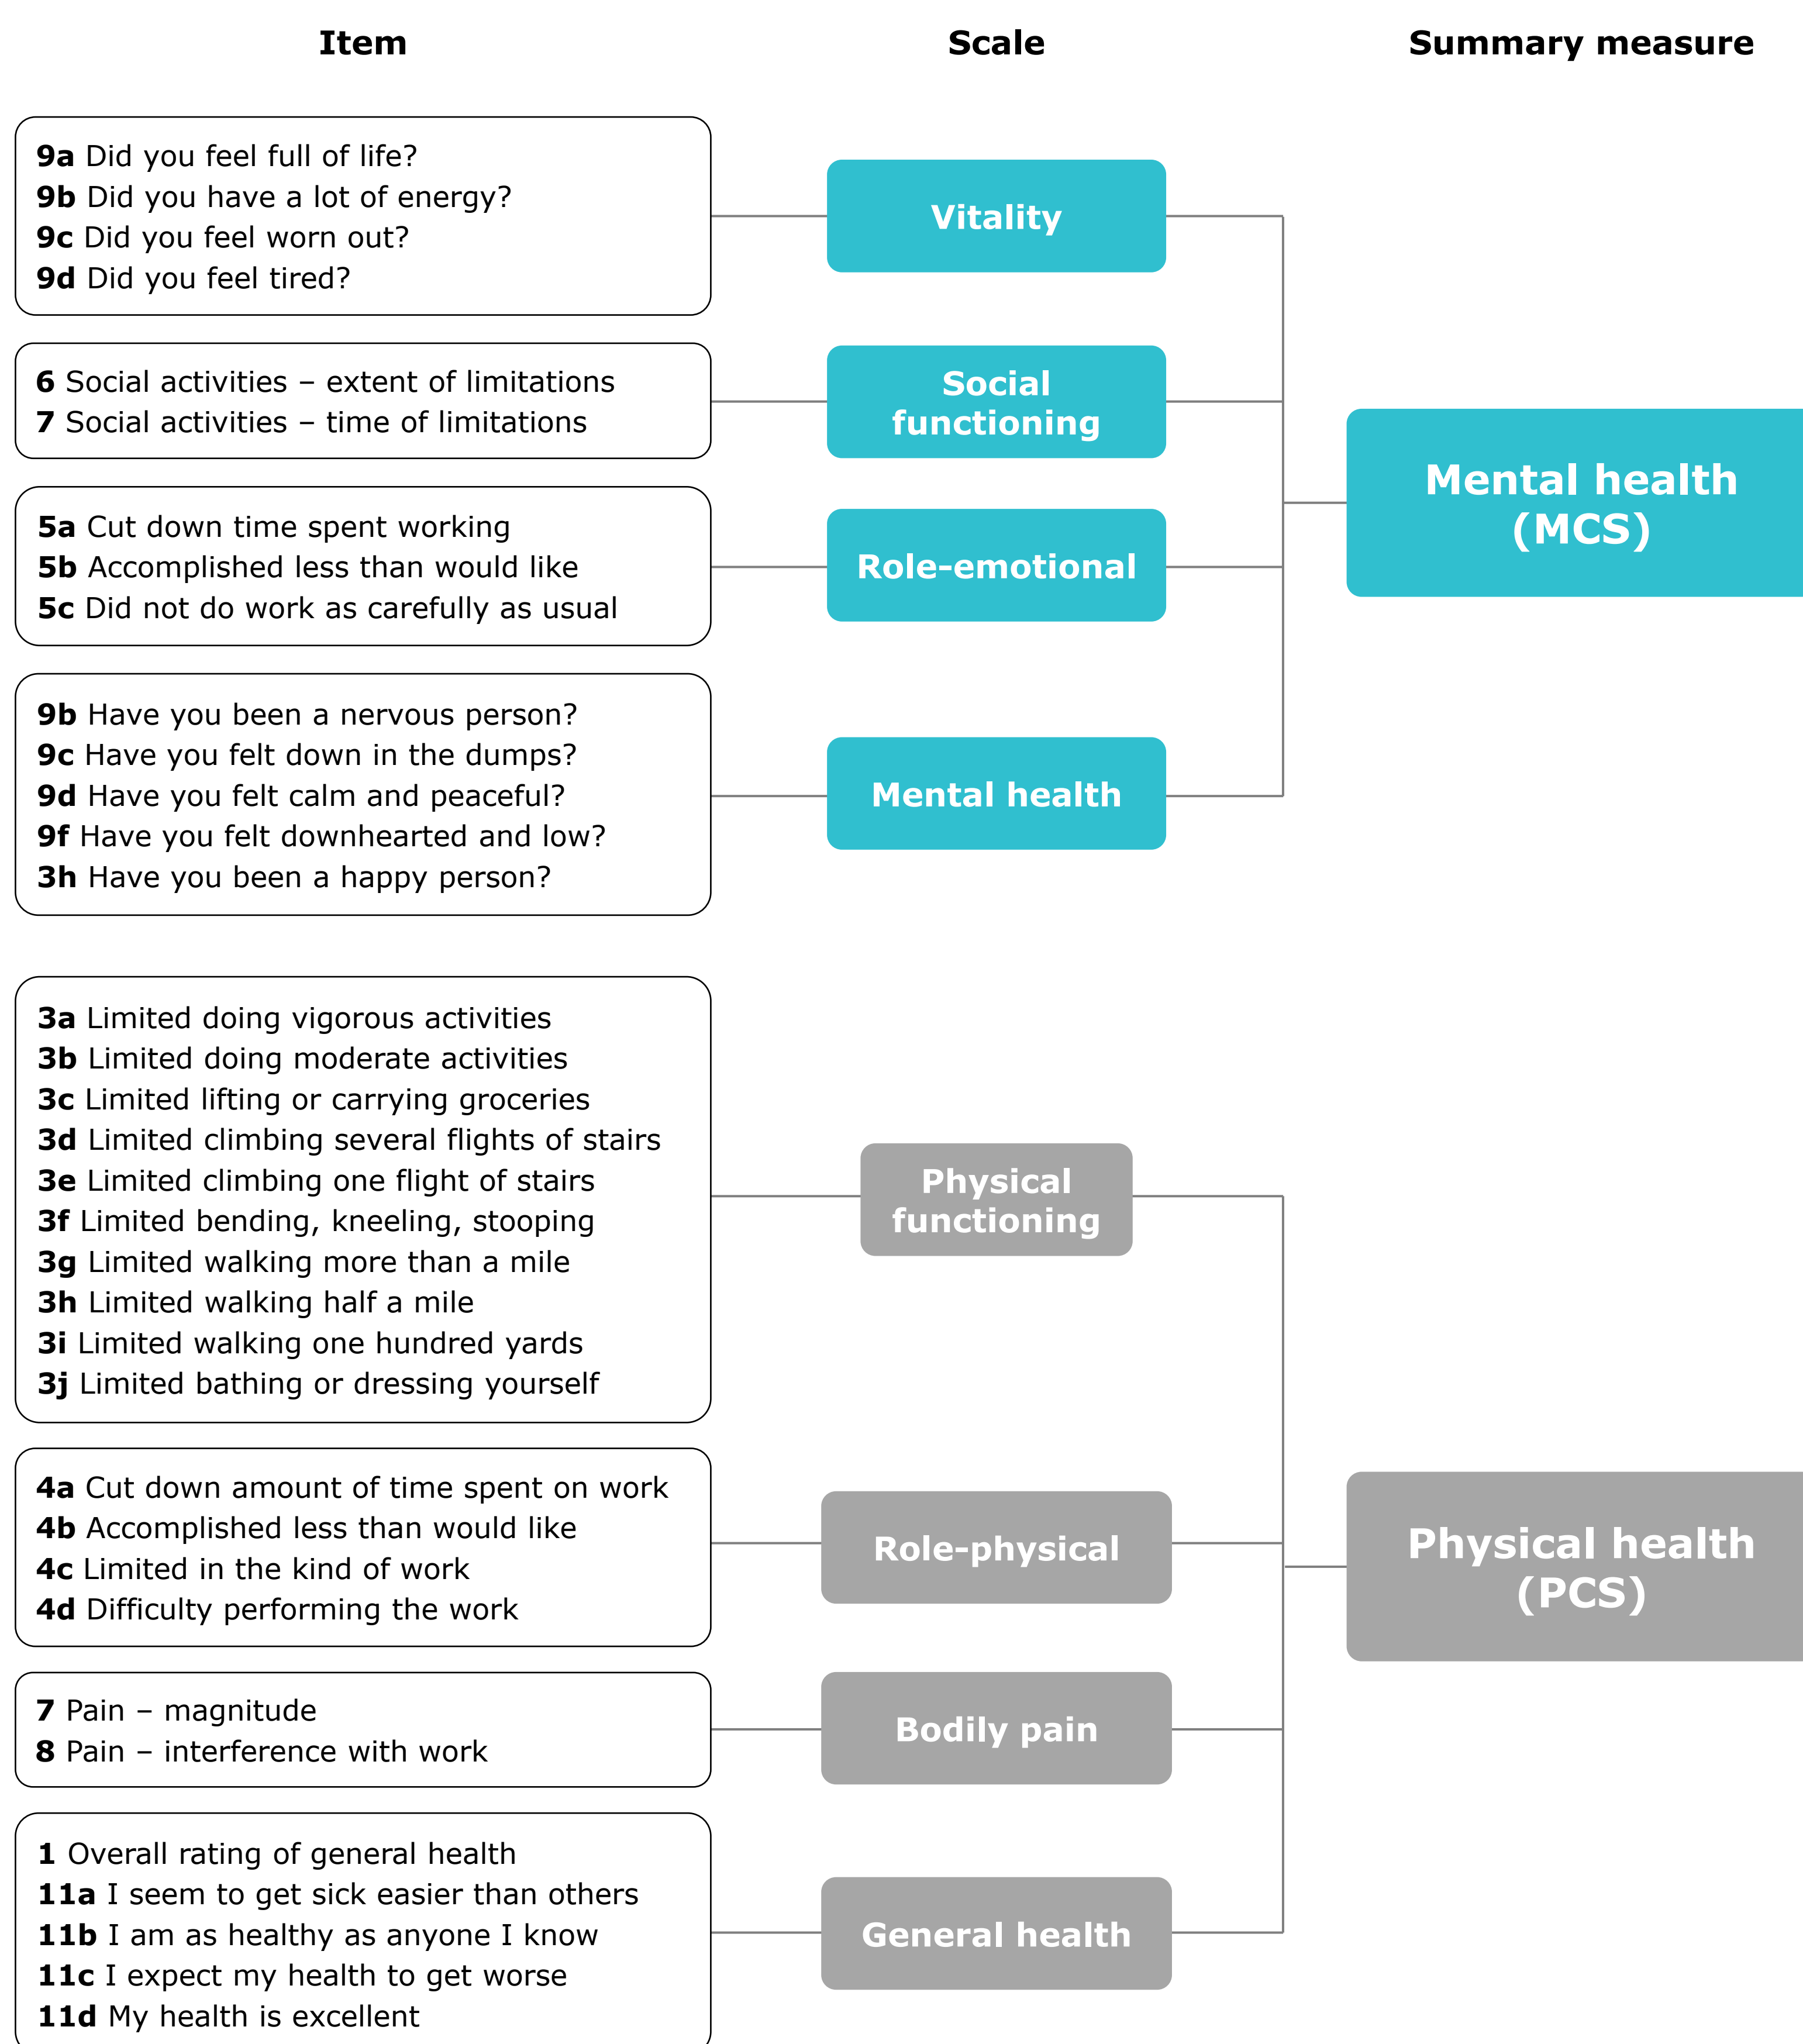 Item
Scale
Summary measure
9a Did you feel full of life?
9b Did you have a lot of energy?
9c Did you feel worn out?
9d Did you feel tired?
Vitality
6 Social activities – extent of limitations
7 Social activities – time of limitations
Social
functioning
5a Cut down time spent working
5b Accomplished less than would like
5c Did not do work as carefully as usual
Role-emotional
9b Have you been a nervous person?
9c Have you felt down in the dumps?
9d Have you felt calm and peaceful?
9f Have you felt downhearted and low?
3h Have you been a happy person?
Mental health
Mental health
(MCS)
3a Limited doing vigorous activities
3b Limited doing moderate activities
3c Limited lifting or carrying groceries
3d Limited climbing several flights of stairs
3e Limited climbing one flight of stairs
3f Limited bending, kneeling, stooping
3g Limited walking more than a mile
3h Limited walking half a mile
3i Limited walking one hundred yards
3j Limited bathing or dressing yourself
Physical
functioning
4a Cut down amount of time spent on work
4b Accomplished less than would like
4c Limited in the kind of work
4d Difficulty performing the work
Role-physical
7 Pain – magnitude
8 Pain – interference with work
Bodily pain
1 Overall rating of general health
11a I seem to get sick easier than others
11b I am as healthy as anyone I know
11c I expect my health to get worse
11d My health is excellent
General health
Physical health
(PCS)